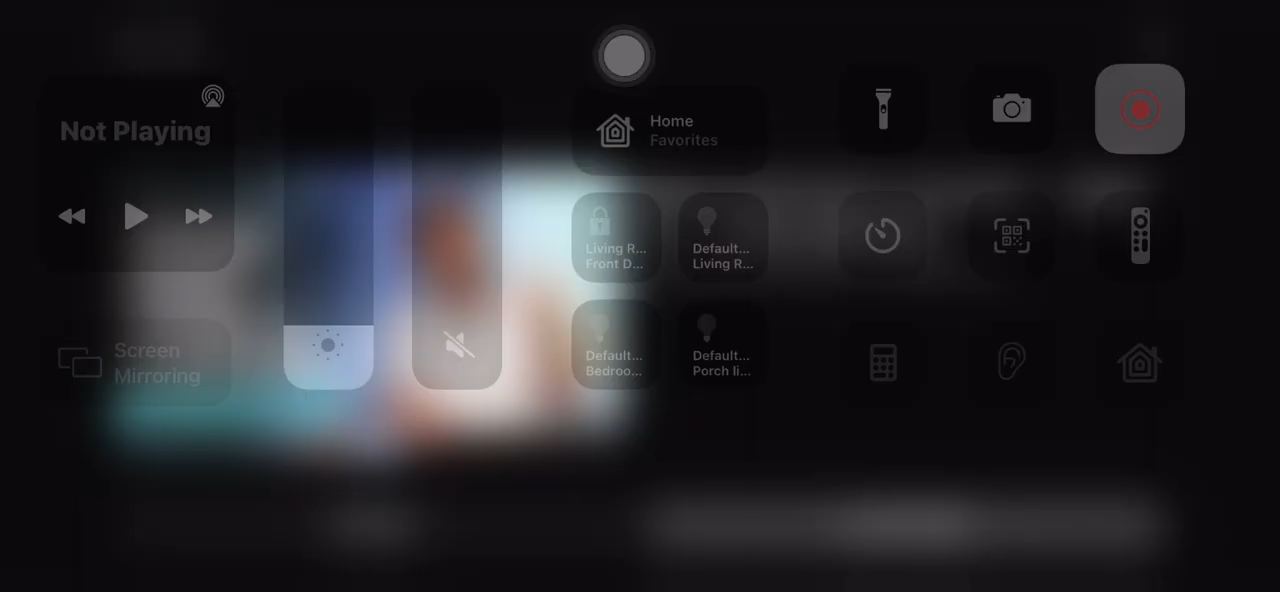 Not Playing
Screen
Mirroring
Home
Favorites
Living R...
Front D...
Default...
Living R...
Default...
Bedroo...
Default...
Porch li...